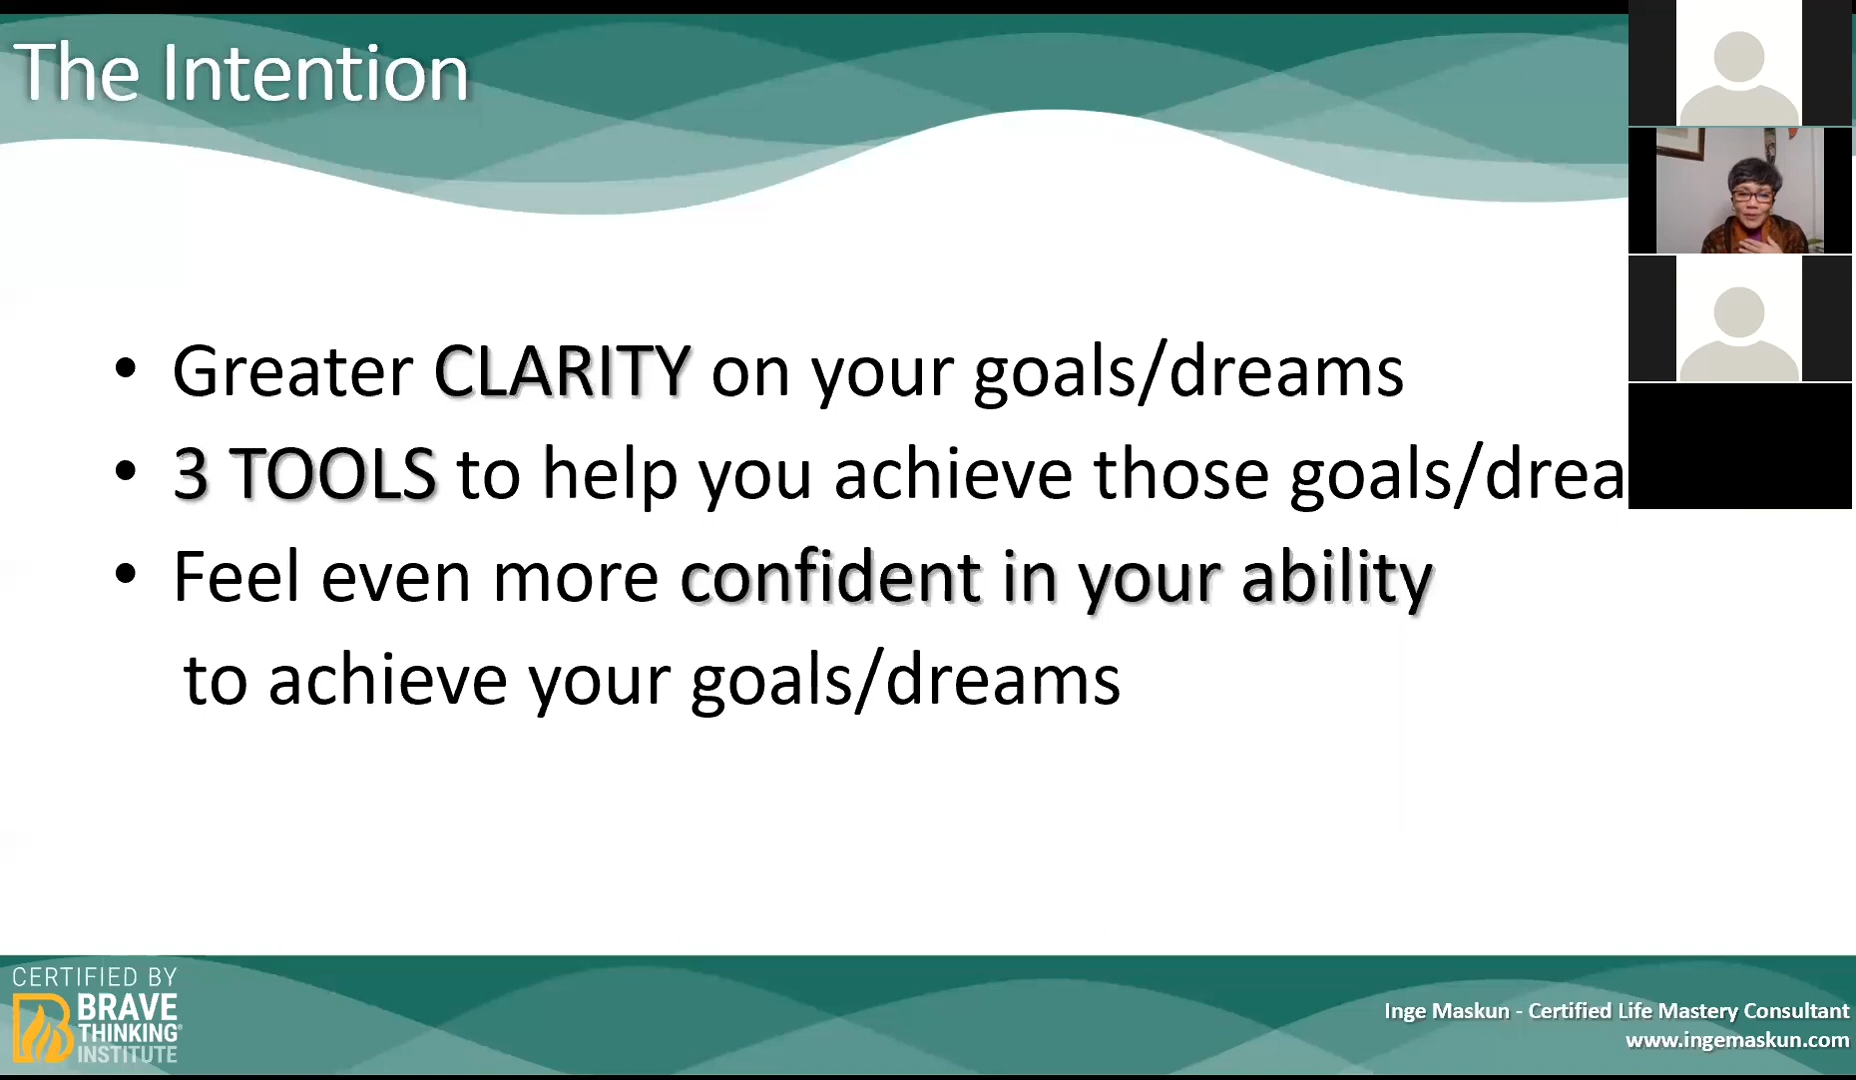 The Intention
• Greater CLARITY on your goals/dreams
• 3 TOOLS to help you achieve those goals/drea
• Feel even more confident in your ability
to achieve your goals/dreams
CERTIFIED BY
BRAVE
THINKING®
INSTITUTE
Inge Maskun - Certified Life Mastery Consultant
www.ingemaskun.com